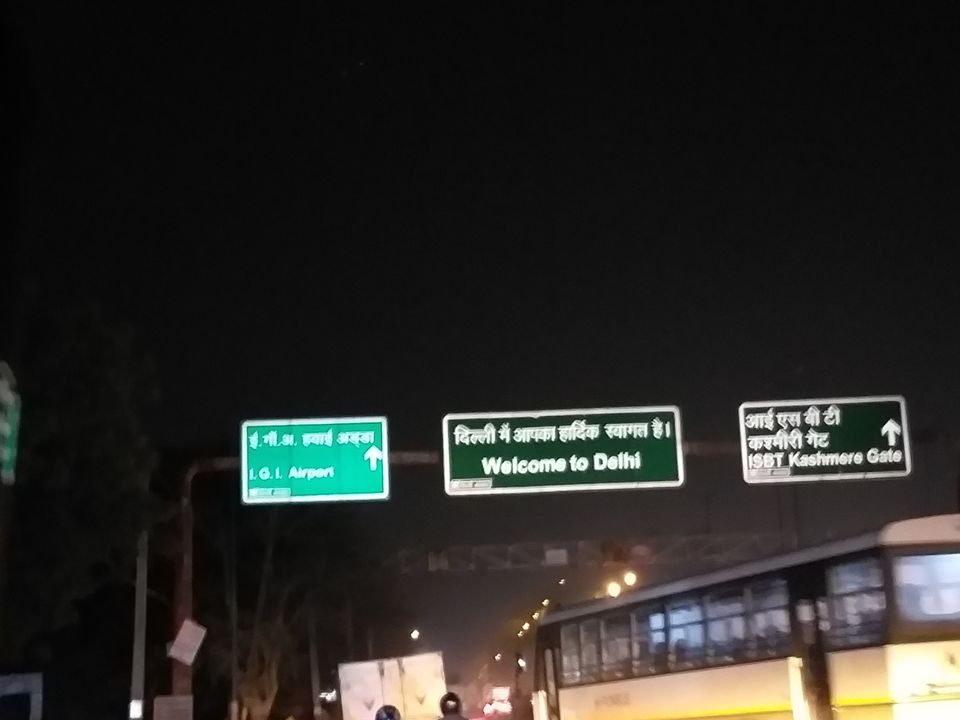 ई.गाँ.अ. हवाई अड्डा
I.G.I. Airport
दिल्ली में आपका हार्दिक स्वागत है।
Welcome to Delhi
आई एस बी टी
कश्मीरी गेट
ISBT Kashmere Gate